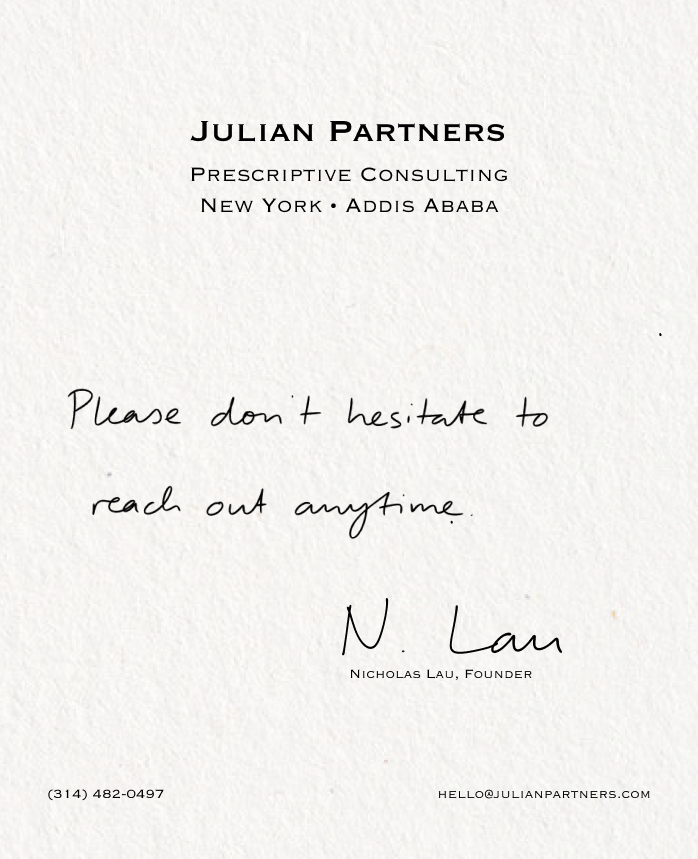 JULIAN PARTNERS
PRESCRIPTIVE CONSULTING
NEW YORK • ADDIS ABABA
Please don't hesitate to
reach out anytime.
N. Lau
NICHOLAS LAU, FOUNDER
(314) 482-0497
HELLO@JULIANPARTNERS.COM